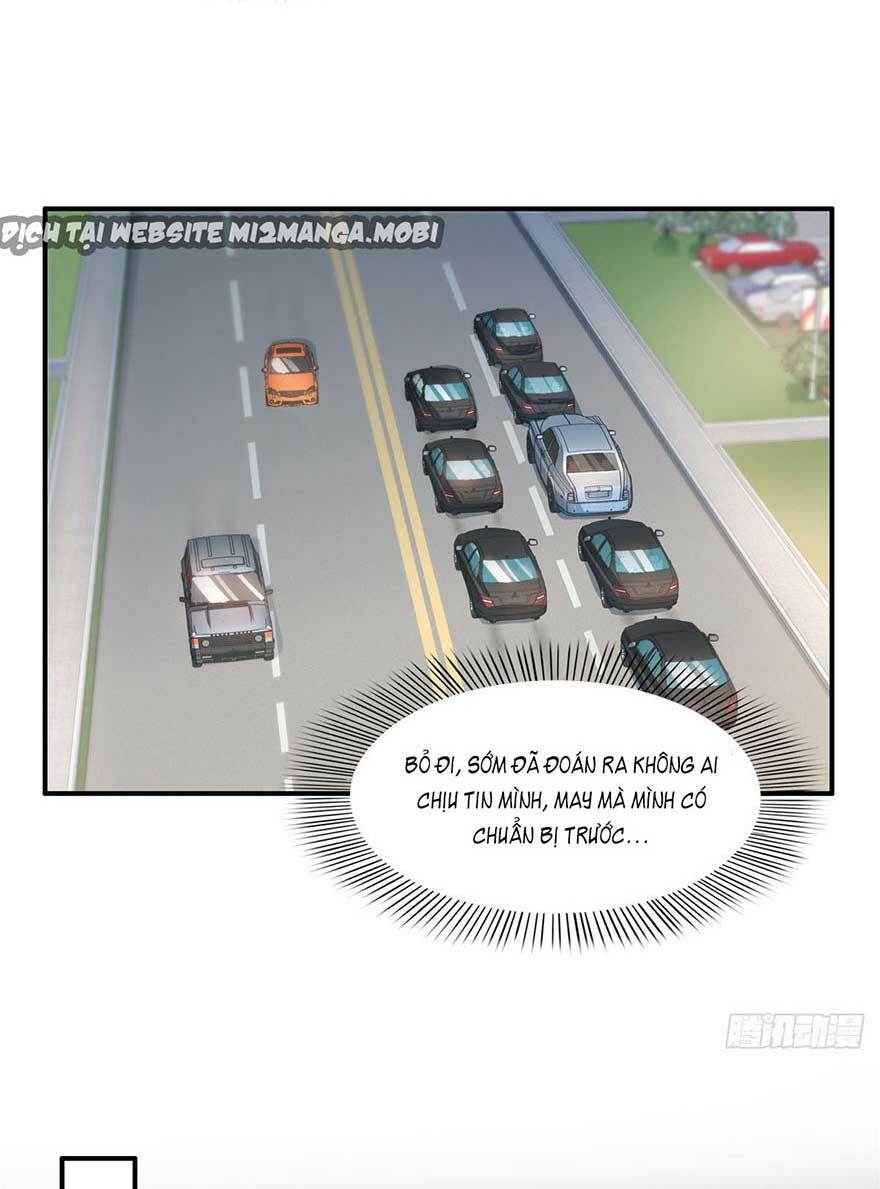 DỊCH TẠI WEBSITE MI2MANGA.MOBI
BỎ ĐI, SỚM ĐÃ ĐOÁN RA KHÔNG AI
CHỊU TIN MÌNH, MAY MÀ MÌNH CÓ
CHUẨN BỊ TRƯỚC...
腾讯动漫